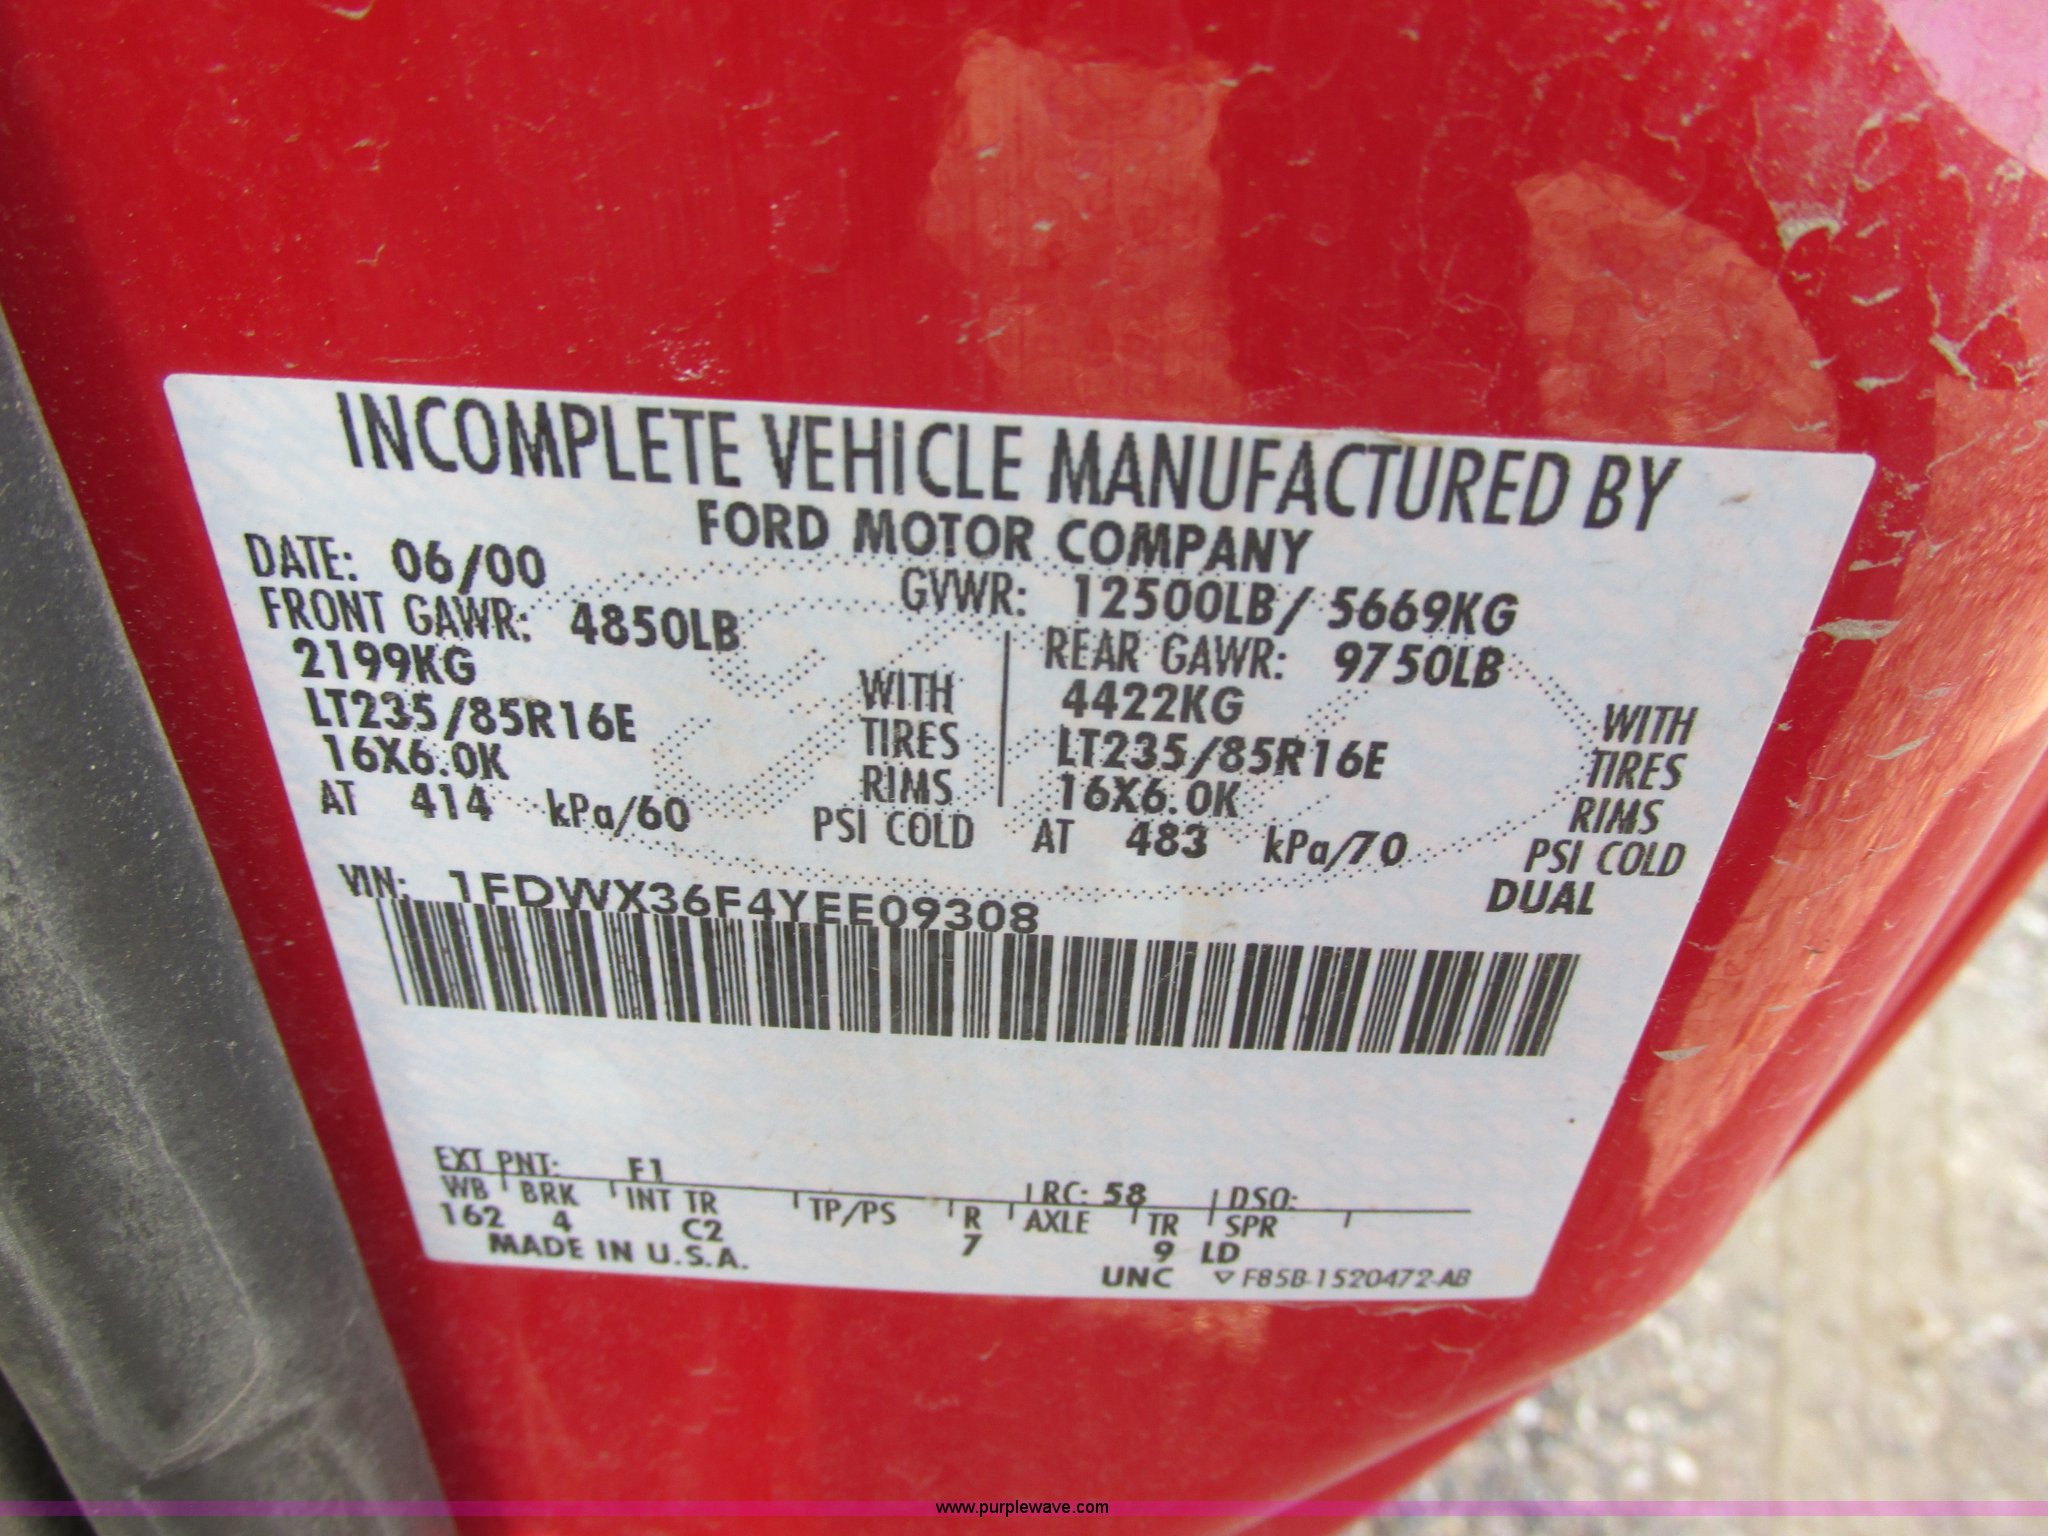 INCOMPLETE VEHICLE MANUFACTURED BY
FORD MOTOR COMPANY
DATE: 06/00 GVWR: 12500LB/ 5669KG
FRONT GAWR: 4850LB REAR GAWR: 9750LB
2199KG WITH 4422KG WITH
LT235/85R16E TIRES LT235/85R16E TIRES
16X6.0K RIMS 16X6.0K RIMS
AT 414 kPa/60 PSI COLD AT 483 kPa/70 PSI COLD
DUAL
VIN: 1FDWX36F4YEE09308
EXT PNT: F1 RC: 58 DSO:
WB BRK INT TR TP/PS R AXLE TR SPR
162 4 C2 7 9 LD
MADE IN U.S.A. UNC ▽ F85B-1520472-AB
www.purplewave.com